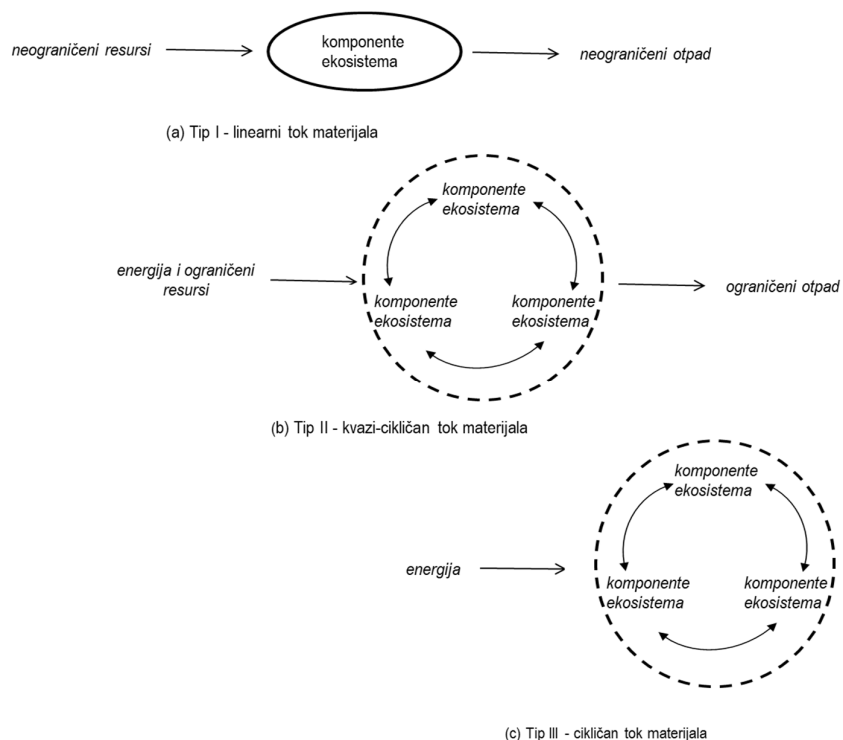 neograničeni resursi
komponente
ekosistema
neograničeni otpad
(a) Tip I - linearni tok materijala
komponente
ekosistema
energija i ograničeni
resursi
komponente
ekosistema
komponente
ekosistema
ograničeni otpad
(b) Tip II - kvazi-cikličan tok materijala
komponente
ekosistema
energija
komponente
ekosistema
komponente
ekosistema
(c) Tip III - cikličan tok materijala